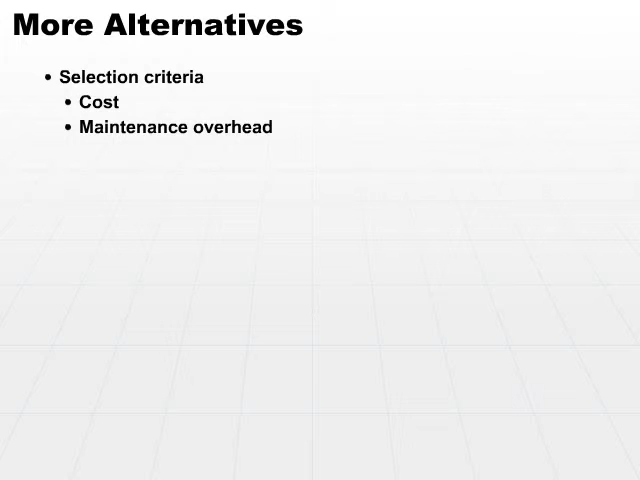 More Alternatives
• Selection criteria
• Cost
• Maintenance overhead